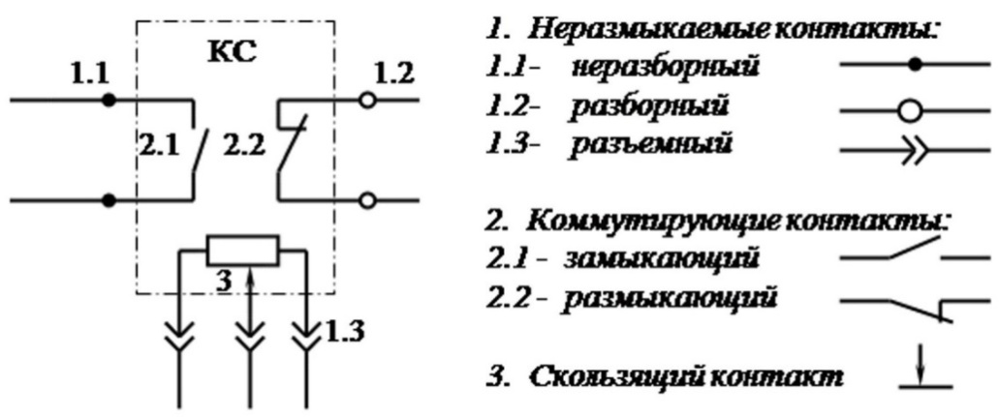 КС
1.1
1.2
2.1
2.2
3
1.3
1. Неразмыкаемые контакты:
1.1- неразборный
1.2- разборный
1.3- разъемный
2. Коммутирующие контакты:
2.1 - замыкающий
2.2 - размыкающий
3. Скользящий контакт